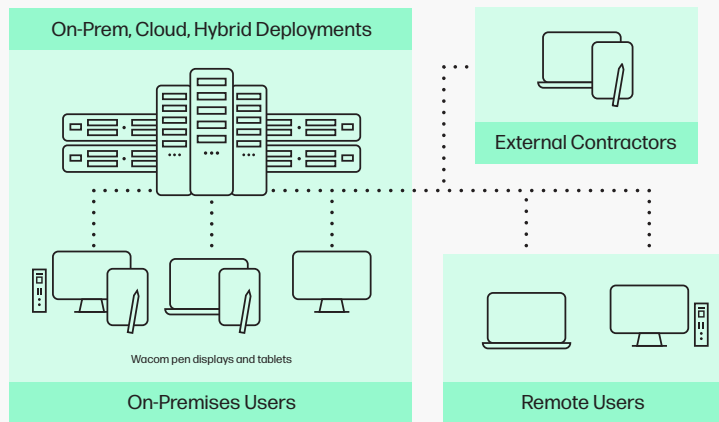 On-Prem, Cloud, Hybrid Deployments
External Contractors
Wacom pen displays and tablets
On-Premises Users
Remote Users